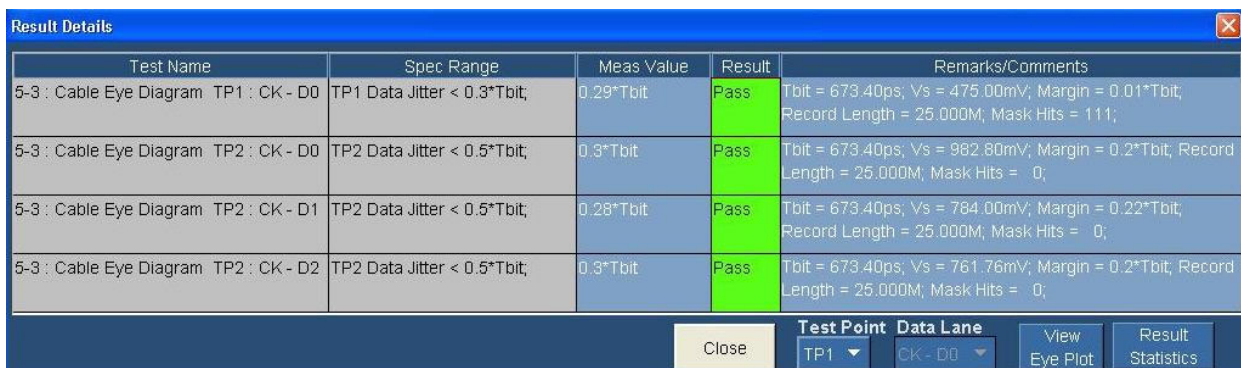 Result Details
Test Name Spec Range Meas Value Result Remarks/Comments
5-3 : Cable Eye Diagram TP1 : CK - D0 TP1 Data Jitter < 0.3*Tbit; 0.29*Tbit Pass Tbit = 673.40ps; Vs = 475.00mV; Margin = 0.01*Tbit;
Record Length = 25.000M; Mask Hits = 111;
5-3 : Cable Eye Diagram TP2 : CK - D0 TP2 Data Jitter < 0.5*Tbit; 0.3*Tbit Pass Tbit = 673.40ps; Vs = 982.80mV; Margin = 0.2*Tbit; Record
Length = 25.000M; Mask Hits = 0;
5-3 : Cable Eye Diagram TP2 : CK - D1 TP2 Data Jitter < 0.5*Tbit; 0.28*Tbit Pass Tbit = 673.40ps; Vs = 784.00mV; Margin = 0.22*Tbit;
Record Length = 25.000M; Mask Hits = 0;
5-3 : Cable Eye Diagram TP2 : CK - D2 TP2 Data Jitter < 0.5*Tbit; 0.3*Tbit Pass Tbit = 673.40ps; Vs = 761.76mV; Margin = 0.2*Tbit; Record
Length = 25.000M; Mask Hits = 0;
Test Point Data Lane
Close TP1 CK - D0 View Eye Plot Result Statistics